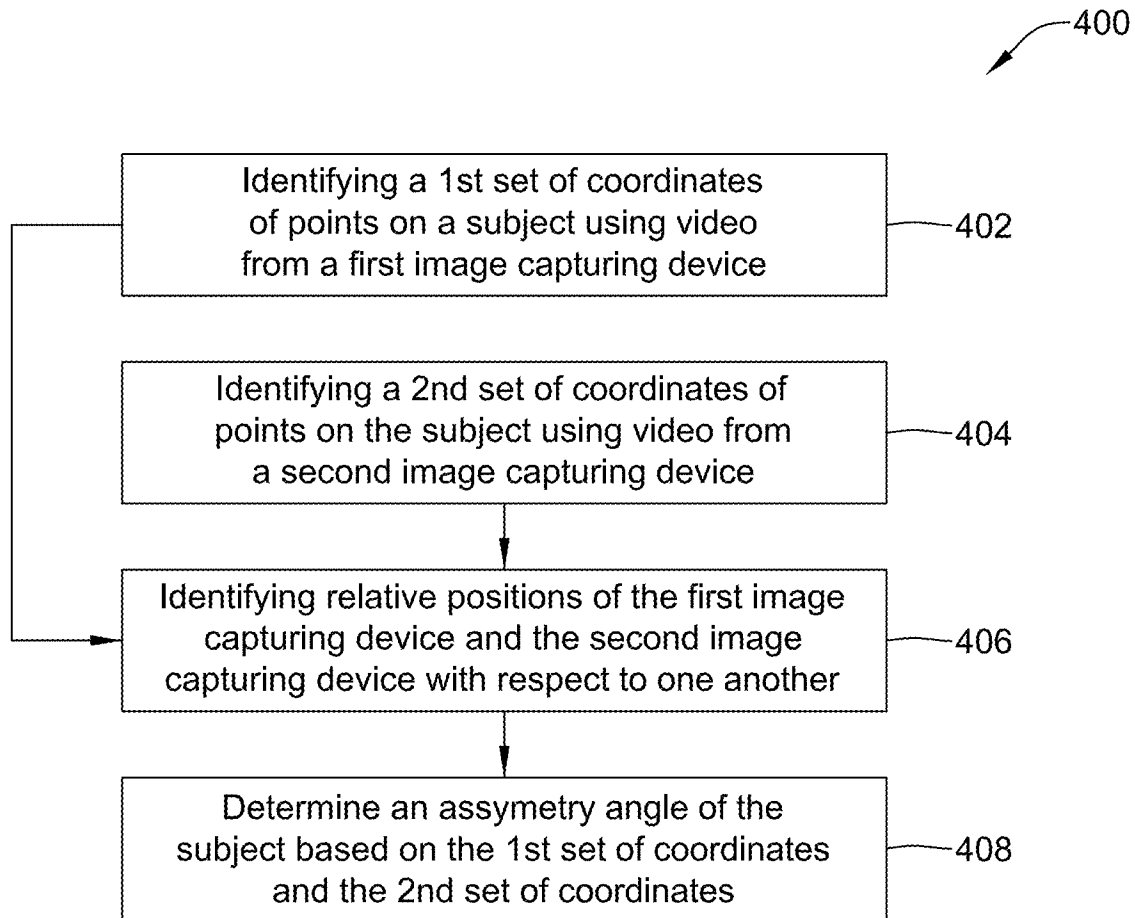 400
Identifying a 1st set of coordinates
of points on a subject using video
from a first image capturing device
402
Identifying a 2nd set of coordinates of
points on the subject using video from
a second image capturing device
404
Identifying relative positions of the first image
capturing device and the second image
capturing device with respect to one another
406
Determine an assymetry angle of the
subject based on the 1st set of coordinates
and the 2nd set of coordinates
408